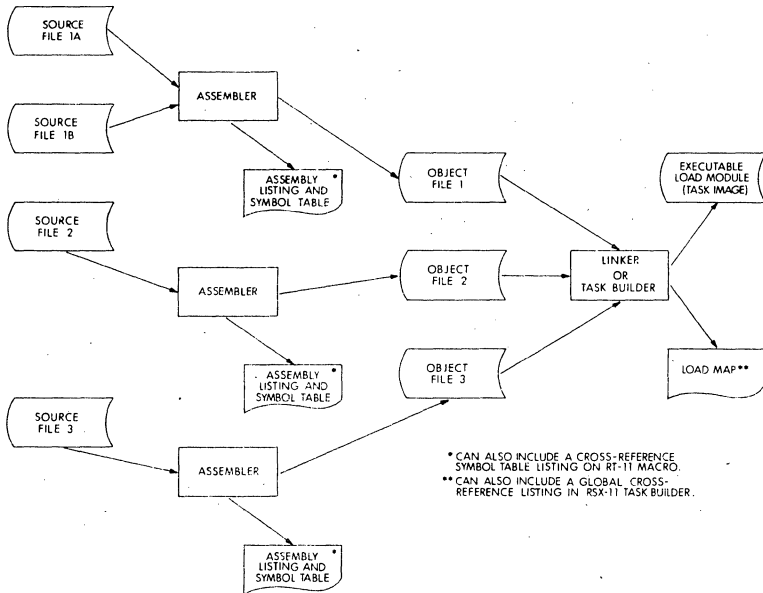 SOURCE
FILE 1A
ASSEMBLER
SOURCE
FILE 1B
ASSEMBLY *
LISTING AND
SYMBOL TABLE
OBJECT
FILE 1
EXECUTABLE
LOAD MODULE
(TASK IMAGE)
SOURCE
FILE 2
ASSEMBLER
OBJECT
FILE 2
LINKER
OR
TASK BUILDER
ASSEMBLY *
LISTING AND
SYMBOL TABLE
OBJECT
FILE 3
LOAD MAP**
SOURCE
FILE 3
ASSEMBLER
* CAN ALSO INCLUDE A CROSS-REFERENCE
SYMBOL TABLE LISTING ON RT-11 MACRO.
** CAN ALSO INCLUDE A GLOBAL CROSS-
REFERENCE LISTING IN RSX-11 TASK BUILDER.
ASSEMBLY *
LISTING AND
SYMBOL TABLE